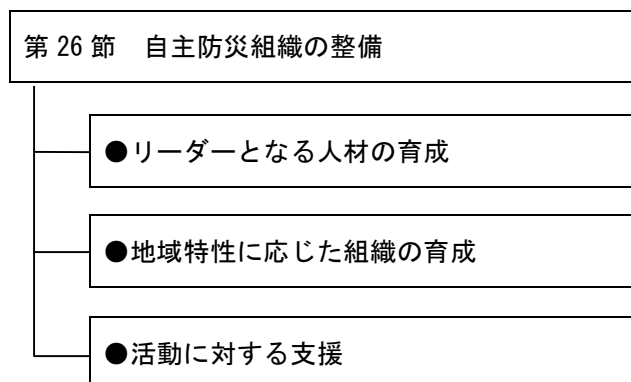 第 26 節　自主防災組織の整備
●リーダーとなる人材の育成
●地域特性に応じた組織の育成
●活動に対する支援